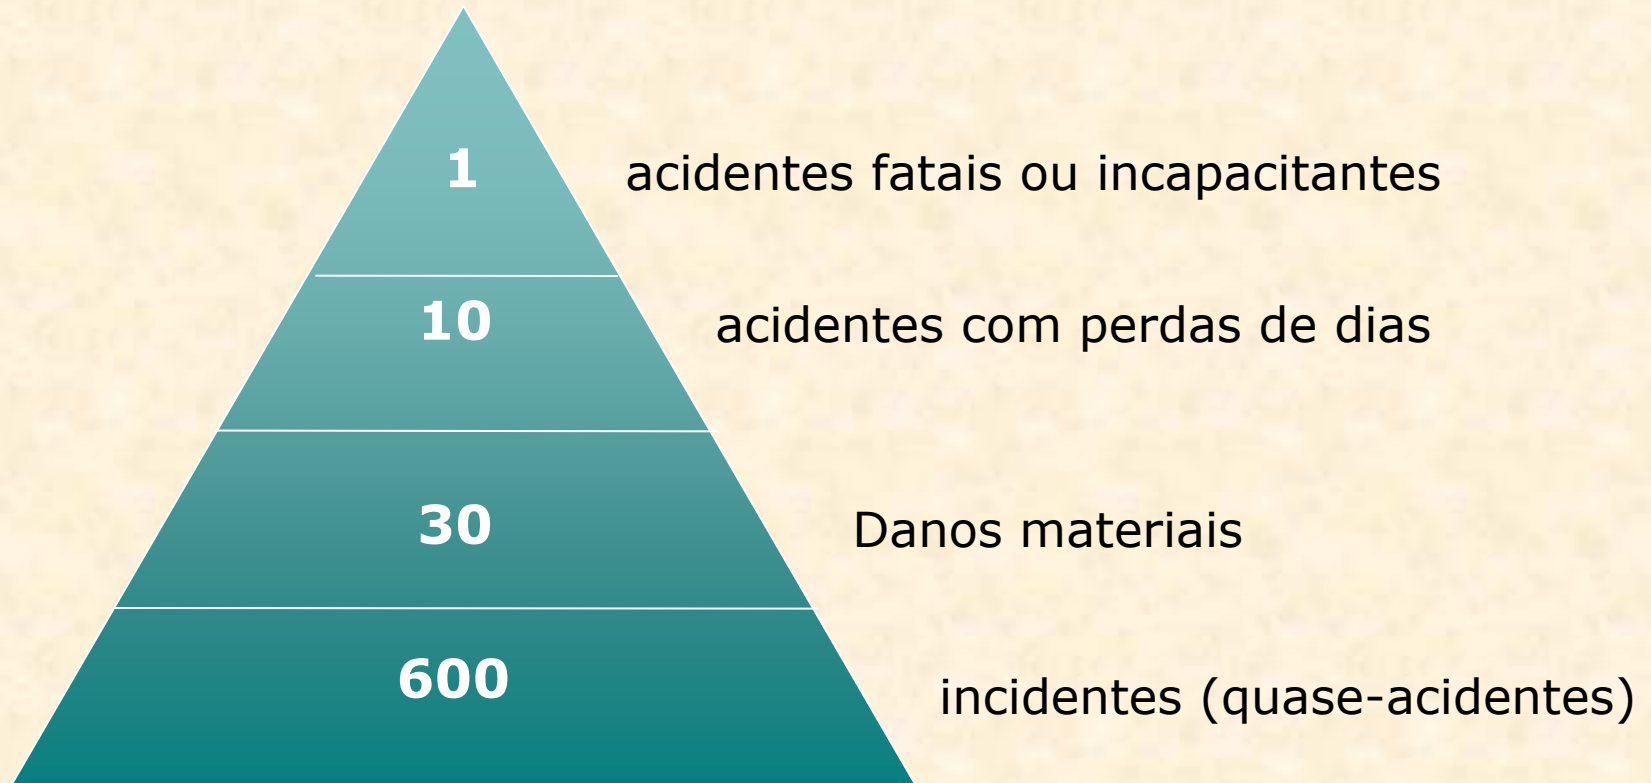 1 acidentes fatais ou incapacitantes
10 acidentes com perdas de dias
30 Danos materiais
600 incidentes (quase-acidentes)